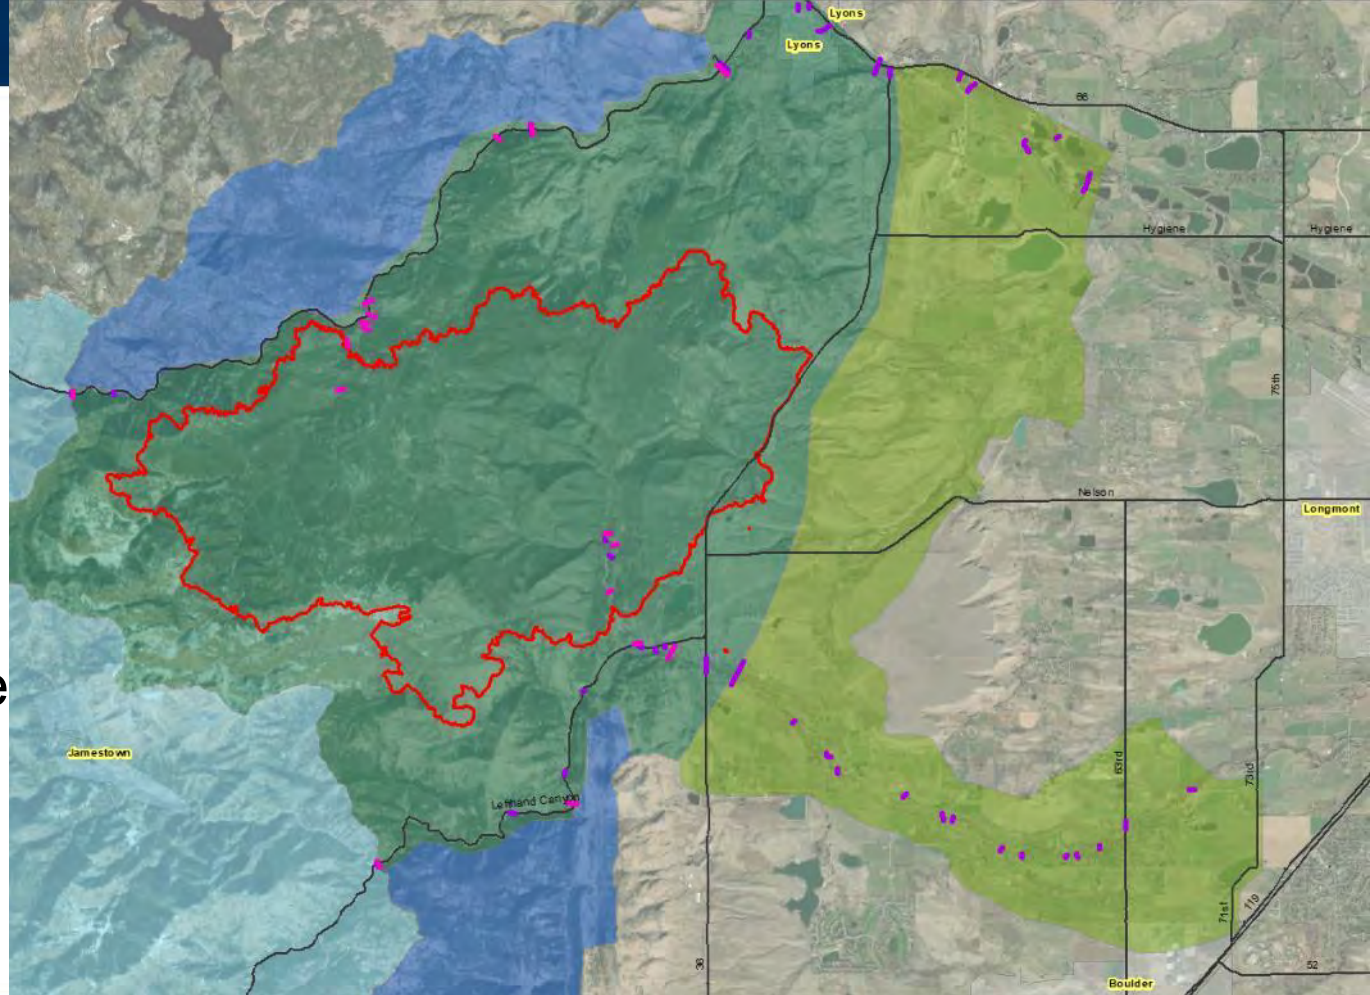 Lyons
Lyons
66
Hygiene
Hygiene
75th
Nelson
Longmont
e
Jamestown
63rd
73rd
Lefthand Canyon
71st
119
36
52
Boulder